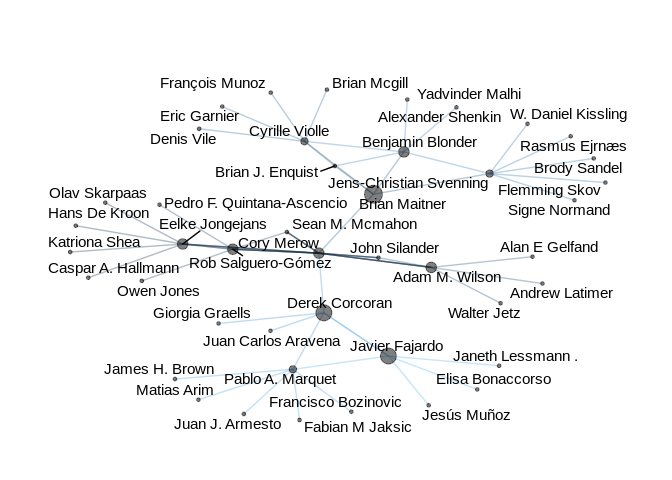 François Munoz
Brian Mcgill
Yadvinder Malhi
Eric Garnier
Alexander Shenkin
W. Daniel Kissling
Denis Vile
Cyrille Violle
Benjamin Blonder
Rasmus Ejrnæs
Brian J. Enquist
Brody Sandel
Jens-Christian Svenning
Flemming Skov
Olav Skarpaas
Pedro F. Quintana-Ascencio
Brian Maitner
Signe Normand
Hans De Kroon
Eelke Jongejans
Sean M. Mcmahon
Katriona Shea
Cory Merow
John Silander
Alan E Gelfand
Caspar A. Hallmann
Rob Salguero-Gómez
Adam M. Wilson
Owen Jones
Andrew Latimer
Derek Corcoran
Giorgia Graells
Walter Jetz
Juan Carlos Aravena
Javier Fajardo
Janeth Lessmann .
James H. Brown
Pablo A. Marquet
Elisa Bonaccorso
Matias Arim
Francisco Bozinovic
Jesús Muñoz
Juan J. Armesto
Fabian M Jaksic